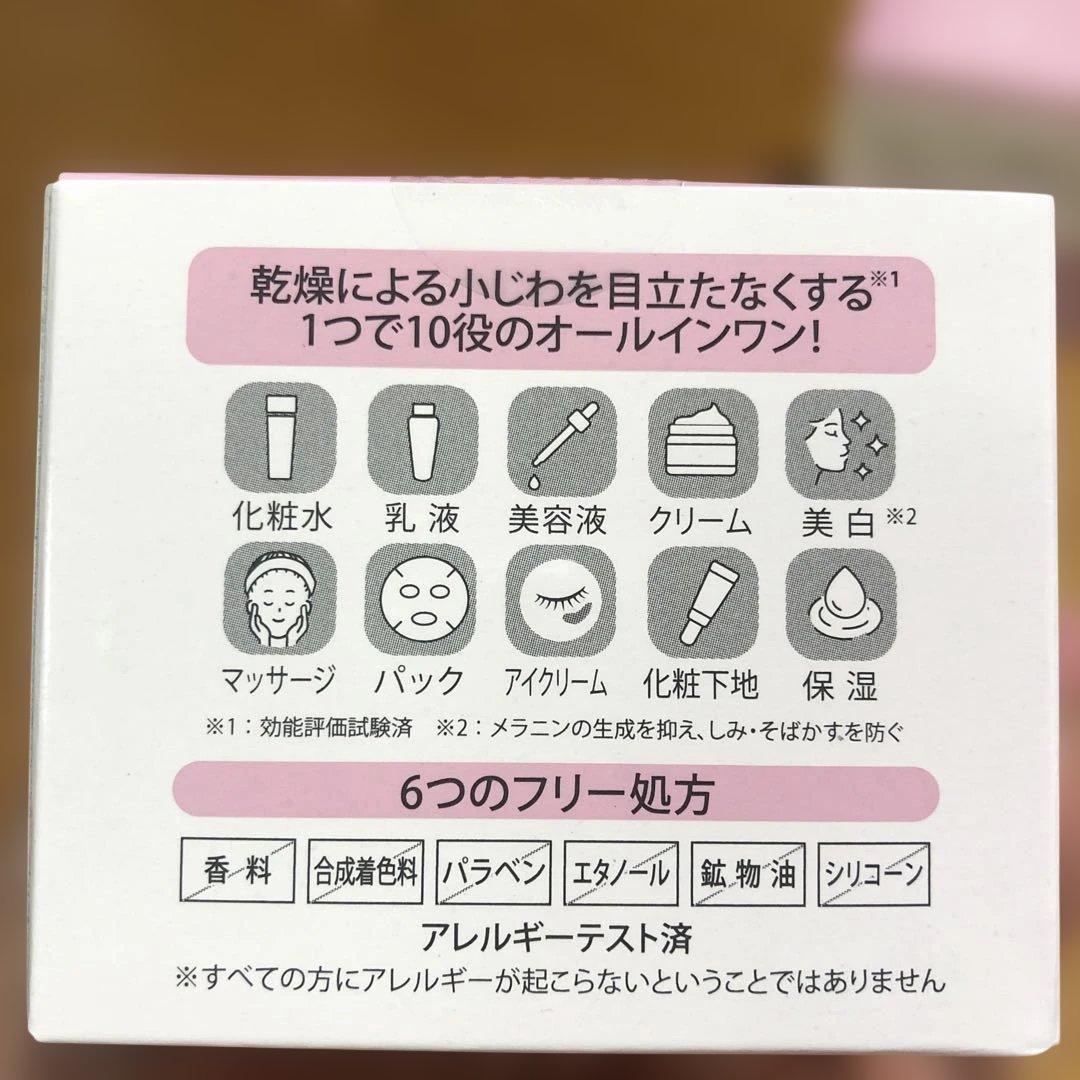 乾燥による小じわを目立たなくする※1
1つで10役のオールインワン!
化粧水 乳液 美容液 クリーム 美白※2
マッサージ パック アイクリーム 化粧下地 保湿
※1：効能評価試験済 ※2：メラニンの生成を抑え、しみ・そばかすを防ぐ
6つのフリー処方
香料 合成着色料 パラベン エタノール 鉱物油 シリコーン
アレルギーテスト済
※すべての方にアレルギーが起こらないということではありません